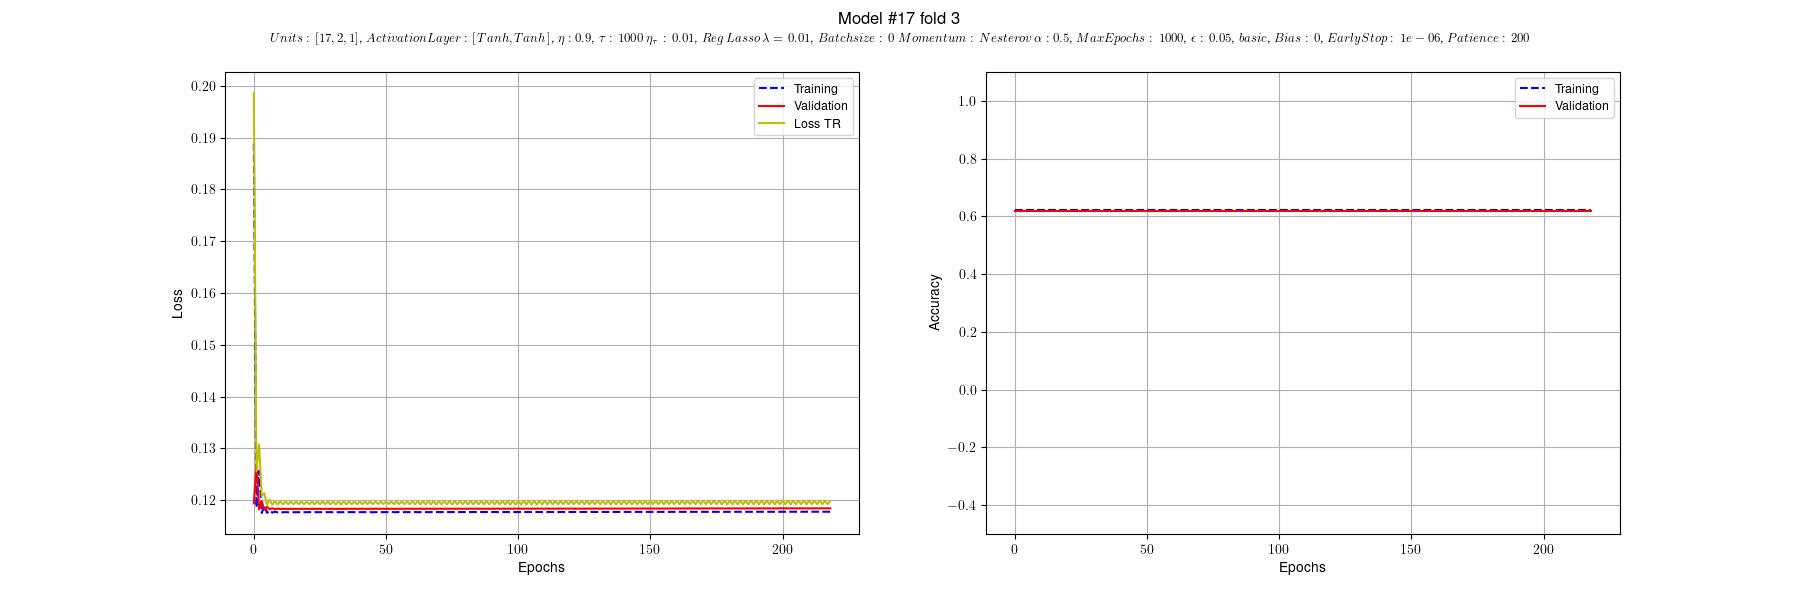 Model #17 fold 3
Units : [17, 2, 1], ActivationLayer : [Tanh, Tanh], η : 0.9, τ : 1000 ητ : 0.01, Reg Lasso λ = 0.01, Batchsize : 0 Momentum : Nesterov α : 0.5, MaxEpochs : 1000, ϵ : 0.05, basic, Bias : 0, EarlyStop : 1e − 06, Patience : 200
0.20
0.19
0.18
0.17
0.16
0.15
0.14
0.13
0.12
Loss
0
50
100
150
200
Epochs
Training
Validation
Loss TR
1.0
0.8
0.6
0.4
0.2
0.0
−0.2
−0.4
Accuracy
0
50
100
150
200
Epochs
Training
Validation